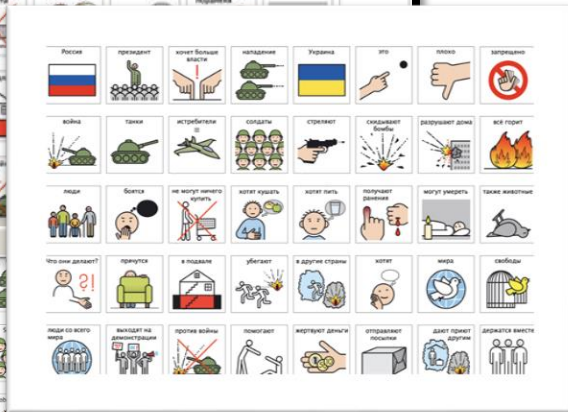 Россия
президент
хочет больше
власти
нападение
Украина
это
плохо
запрещено
война
танки
истребители
солдаты
стреляют
скидывают
бомбы
разрушают дома
всё горит
люди
боятся
не могут ничего
купить
хотят кушать
хотят пить
получают
ранения
могут умереть
также животные
Что они делают?
прячутся
в подвале
убегают
в другие страны
хотят
мира
свободы
люди со всего
мира
выходят на
демонстрации
против войны
помогают
жертвуют деньги
отправляют
посылки
дают приют
другим
держатся вместе